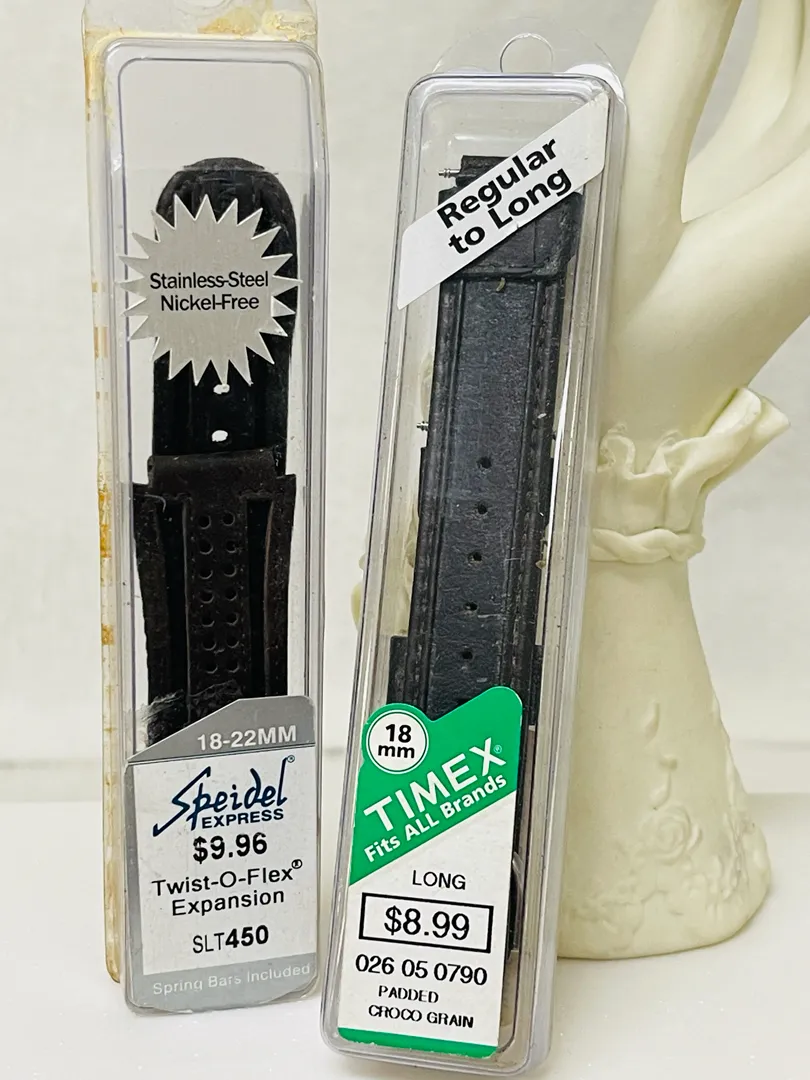 Stainless-Steel
Nickel-Free
18-22MM
Speidel®
EXPRESS
$9.96
Twist-O-Flex®
Expansion
SLT450
Spring Bars Included
Regular
to Long
18
mm
TIMEX®
Fits ALL Brands
LONG
$8.99
026 05 0790
PADDED
CROCO GRAIN